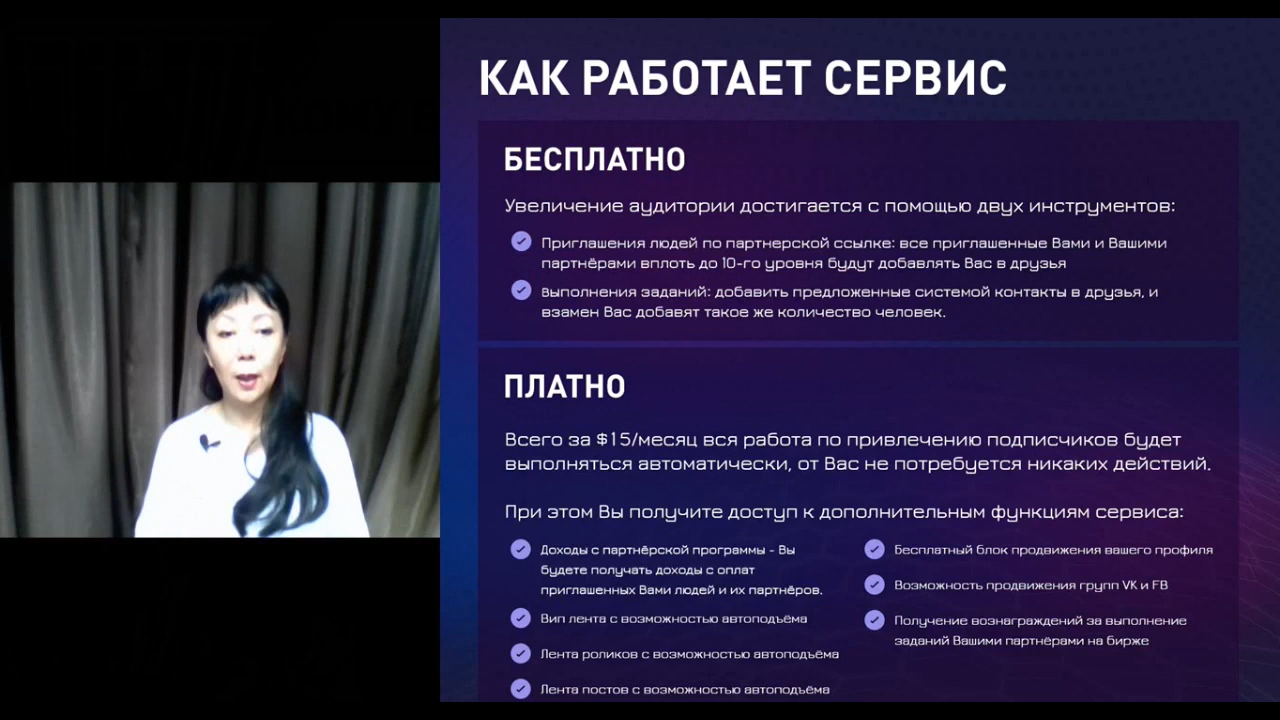 КАК РАБОТАЕТ СЕРВИС
БЕСПЛАТНО
Увеличение аудитории достигается с помощью двух инструментов:
Приглашения людей по партнерской ссылке: все приглашенные Вами и Вашими
партнёрами вплоть до 10-го уровня будут добавлять Вас в друзья
Выполнения заданий: добавить предложенные системой контакты в друзья, и
взамен Вас добавят такое же количество человек.
ПЛАТНО
Всего за $15/месяц вся работа по привлечению подписчиков будет
выполняться автоматически, от Вас не потребуется никаких действий.
При этом Вы получите доступ к дополнительным функциям сервиса:
Доходы с партнёрской программы - Вы
будете получать доходы с оплат
приглашенных Вами людей и их партнёров.
Вип лента с возможностью автоподъёма
Лента роликов с возможностью автоподъёма
Лента постов с возможностью автоподъёма
Бесплатный блок продвижения вашего профиля
Возможность продвижения групп VK и FB
Получение вознаграждений за выполнение
заданий Вашими партнёрами на бирже